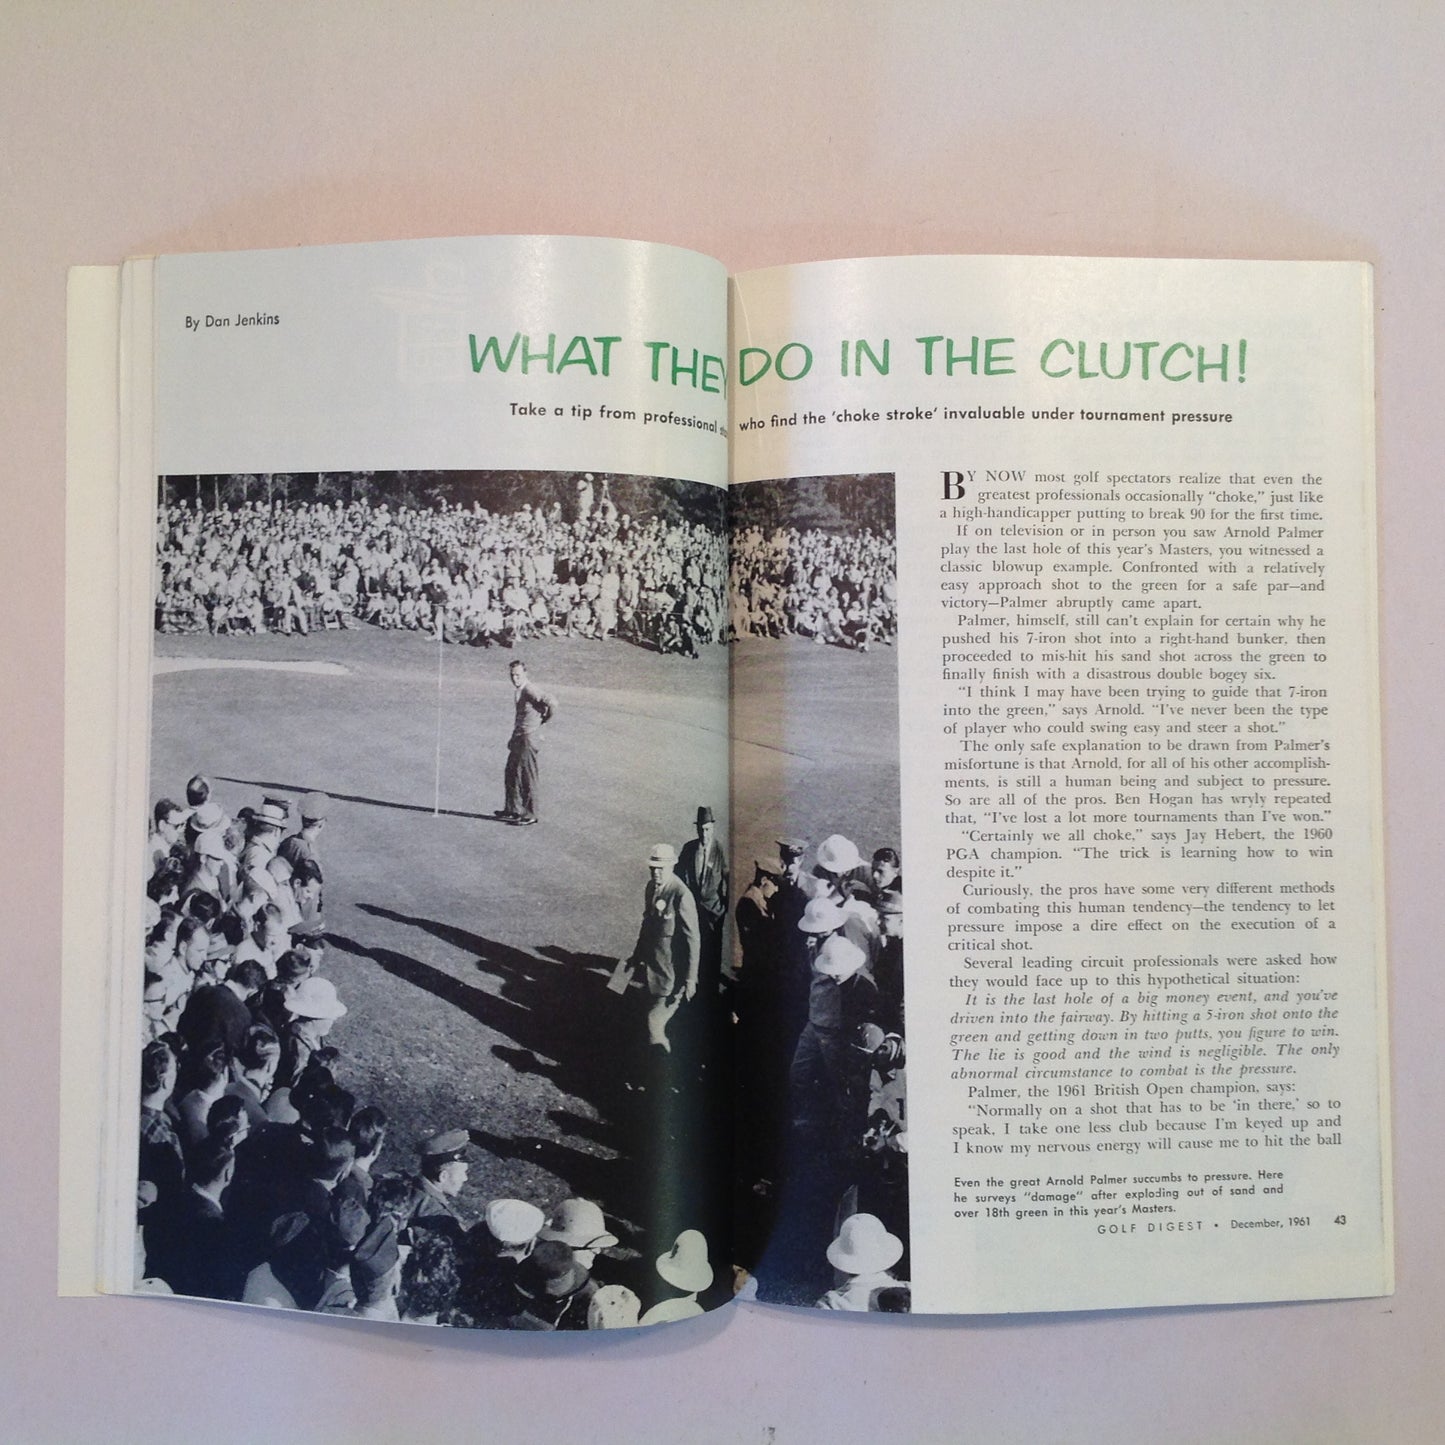 By Dan Jenkins
WHAT THEY DO IN THE CLUTCH!
Take a tip from professional who find the 'choke stroke' invaluable under tournament pressure
BY NOW most golf spectators realize that even the
greatest professionals occasionally "choke," just like
a high-handicapper putting to break 90 for the first time.
If on television or in person you saw Arnold Palmer
play the last hole of this year's Masters, you witnessed a
classic blowup example. Confronted with a relatively
easy approach shot to the green for a safe par—and
victory—Palmer abruptly came apart.
Palmer, himself, still can't explain for certain why he
pushed his 7-iron shot into a right-hand bunker, then
proceeded to mis-hit his sand shot across the green to
finally finish with a disastrous double bogey six.
"I think I may have been trying to guide that 7-iron
into the green," says Arnold. "I've never been the type
of player who could swing easy and steer a shot."
The only safe explanation to be drawn from Palmer's
misfortune is that Arnold, for all of his other accomplish-
ments, is still a human being and subject to pressure.
So are all of the pros. Ben Hogan has wryly repeated
that, "I've lost a lot more tournaments than I've won."
"Certainly we all choke," says Jay Hebert, the 1960
PGA champion. "The trick is learning how to win
despite it."
Curiously, the pros have some very different methods
of combating this human tendency—the tendency to let
pressure impose a dire effect on the execution of a
critical shot.
Several leading circuit professionals were asked how
they would face up to this hypothetical situation:
It is the last hole of a big money event, and you've
driven into the fairway. By hitting a 5-iron shot onto the
green and getting down in two putts, you figure to win.
The lie is good and the wind is negligible. The only
abnormal circumstance to combat is the pressure.
Palmer, the 1961 British Open champion, says:
"Normally on a shot that has to be 'in there,' so to
speak, I take one less club because I'm keyed up and
I know my nervous energy will cause me to hit the ball
Even the great Arnold Palmer succumbs to pressure. Here
he surveys "damage" after exploding out of sand and
over 18th green in this year's Masters.
GOLF DIGEST • December, 1961 43